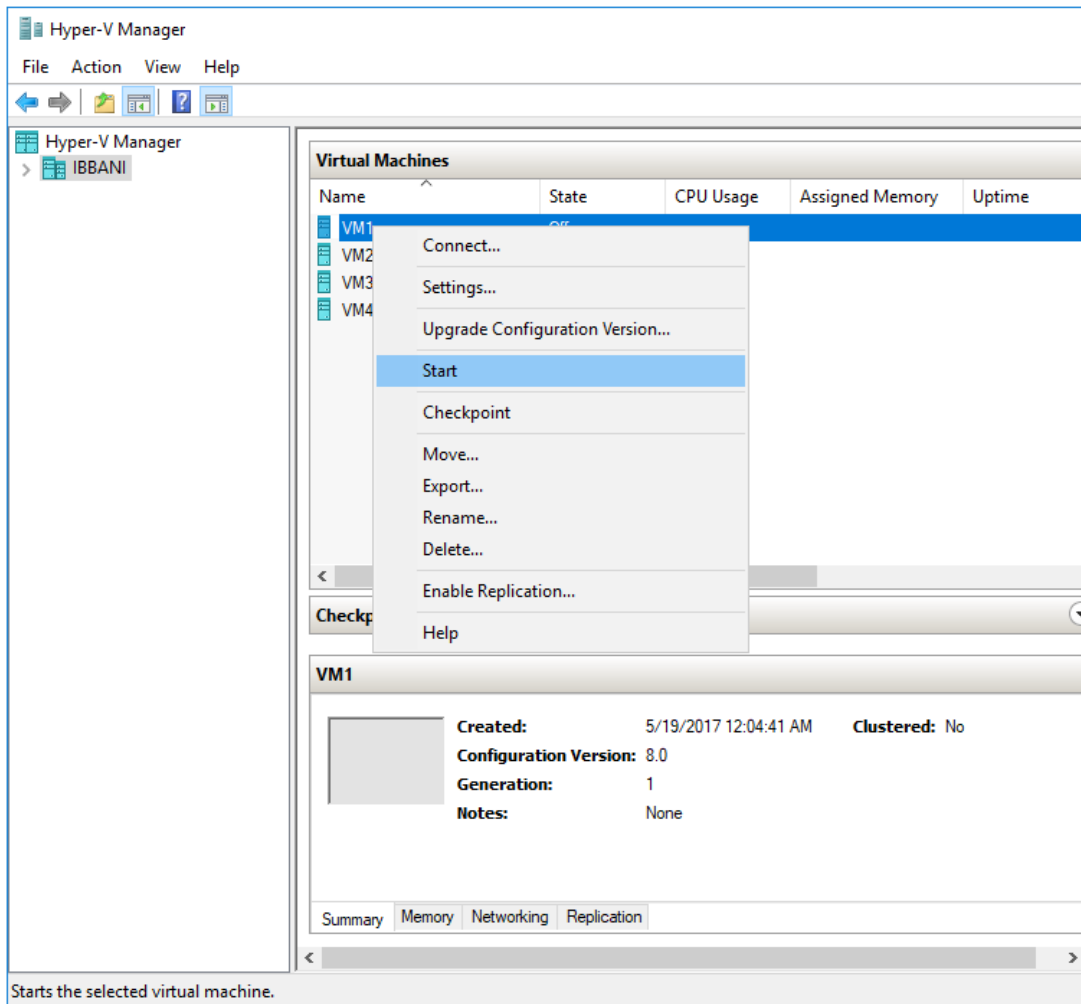 Hyper-V Manager
File Action View Help
Hyper-V Manager
IBBANI
Virtual Machines
Name State CPU Usage Assigned Memory Uptime
VM1
VM2
VM3
VM4
Connect...
Settings...
Upgrade Configuration Version...
Start
Checkpoint
Move...
Export...
Rename...
Delete...
Enable Replication...
Help
VM1
Created: 5/19/2017 12:04:41 AM Clustered: No
Configuration Version: 8.0
Generation: 1
Notes: None
Summary Memory Networking Replication
Starts the selected virtual machine.